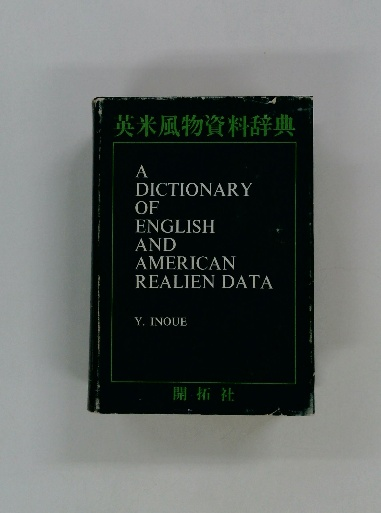 英米風物資料辞典
A
DICTIONARY
OF
ENGLISH
AND
AMERICAN
REALIEN DATA
Y. INOUE
開拓社